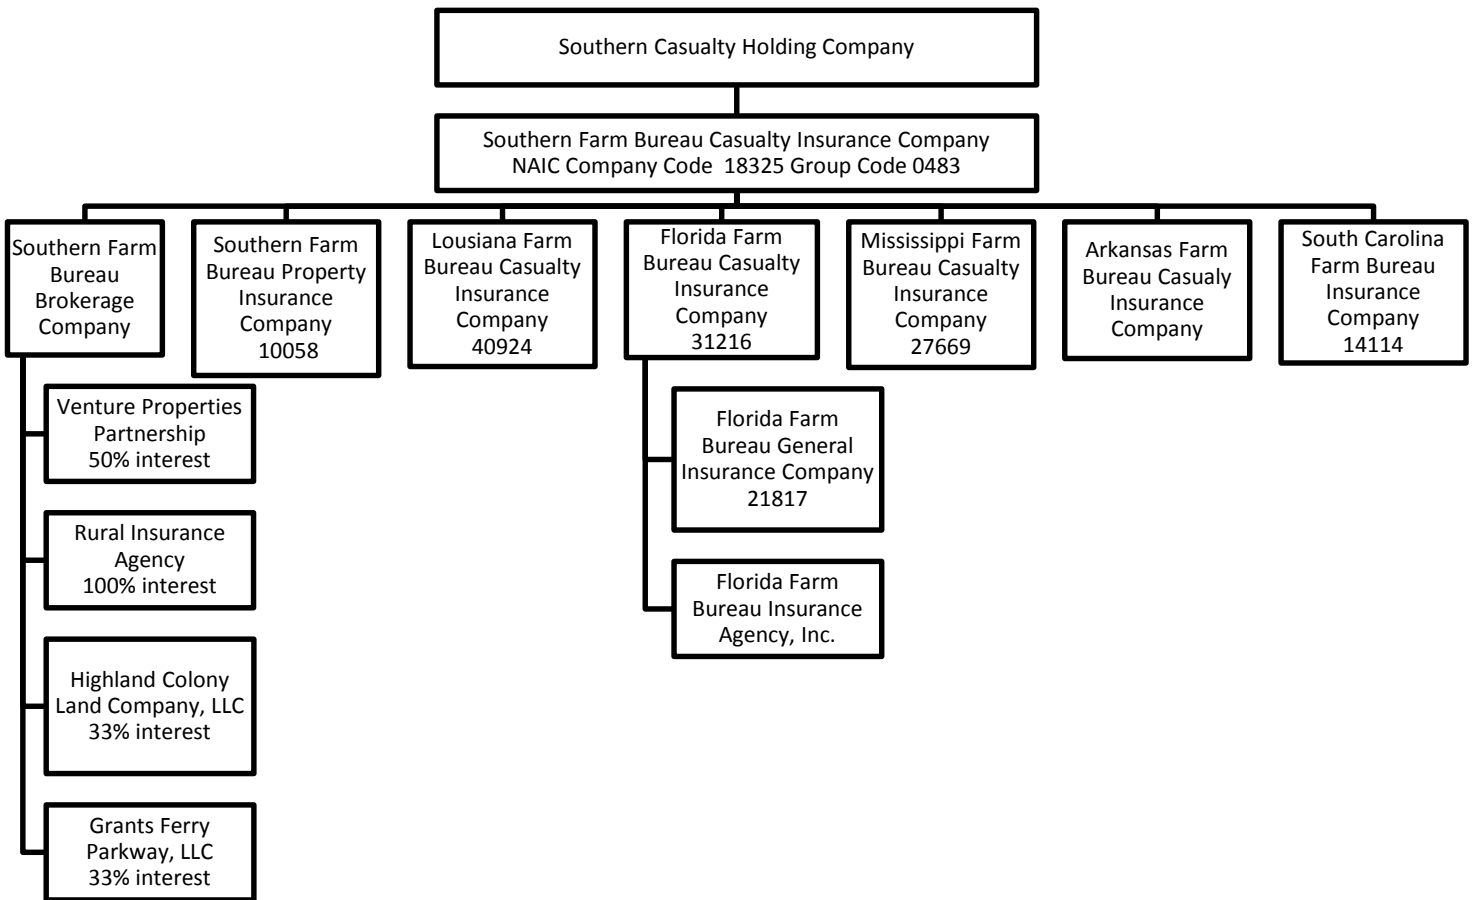 Southern Casualty Holding Company
Southern Farm Bureau Casualty Insurance Company
NAIC Company Code  18325 Group Code 0483
Southern Farm
Bureau
Brokerage
Company
Southern Farm
Bureau Property
Insurance
Company
10058
Lousiana Farm
Bureau Casualty
Insurance
Company
40924
Florida Farm
Bureau Casualty
Insurance
Company
31216
Mississippi Farm
Bureau Casualty
Insurance
Company
27669
Arkansas Farm
Bureau Casualy
Insurance
Company
South Carolina
Farm Bureau
Insurance
Company
14114
Venture Properties
Partnership
50% interest
Rural Insurance
Agency
100% interest
Highland Colony
Land Company, LLC
33% interest
Grants Ferry
Parkway, LLC
33% interest
Florida Farm
Bureau General
Insurance Company
21817
Florida Farm
Bureau Insurance
Agency, Inc.